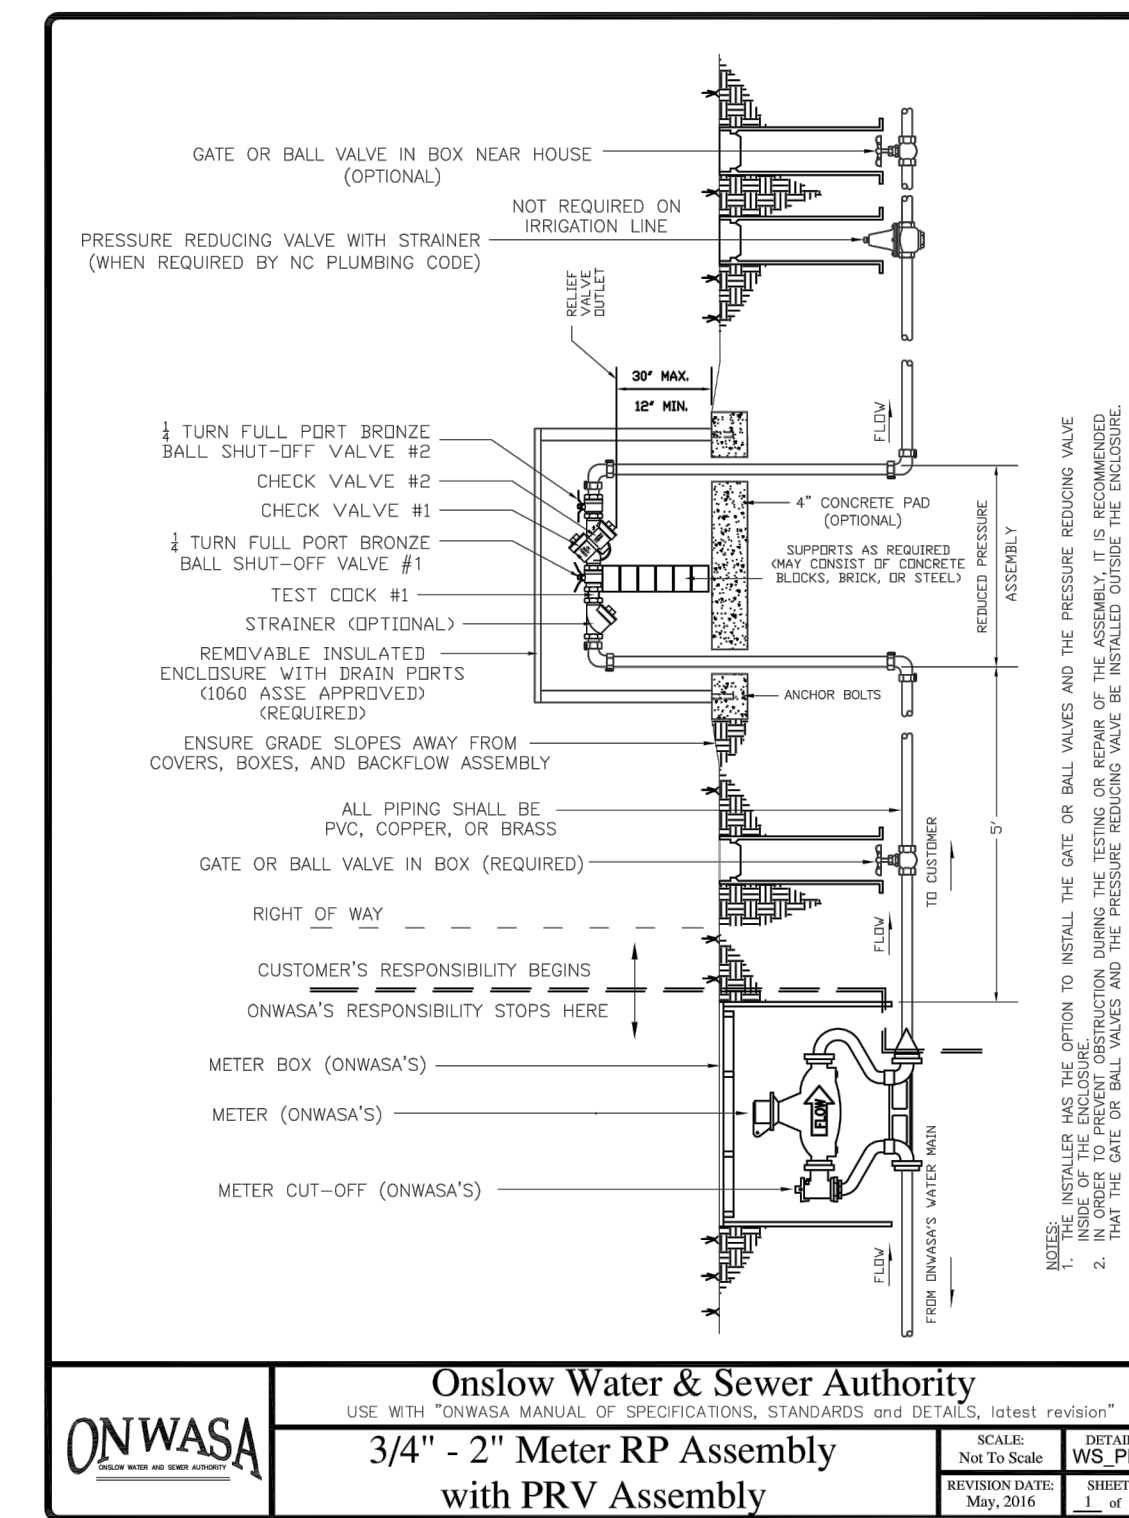 GATE OR BALL VALVE IN BOX NEAR HOUSE
(OPTIONAL)
NOT REQUIRED ON
IRRIGATION LINE
PRESSURE REDUCING VALVE WITH STRAINER
(WHEN REQUIRED BY NC PLUMBING CODE)
RELIEF
VALVE
OUTLET
30" MAX.
12" MIN.
FLOW
1/4 TURN FULL PORT BRONZE
BALL SHUT-OFF VALVE #2
CHECK VALVE #2
CHECK VALVE #1
1/4 TURN FULL PORT BRONZE
BALL SHUT-OFF VALVE #1
TEST COCK #1
STRAINER (OPTIONAL)
REMOVABLE INSULATED
ENCLOSURE WITH DRAIN PORTS
(1060 ASSE APPROVED)
(REQUIRED)
4" CONCRETE PAD
(OPTIONAL)
SUPPORTS AS REQUIRED
(MAY CONSIST OF CONCRETE
BLOCKS, BRICK, OR STEEL)
REDUCED PRESSURE
ASSEMBLY
ANCHOR BOLTS
ENSURE GRADE SLOPES AWAY FROM
COVERS, BOXES, AND BACKFLOW ASSEMBLY
ALL PIPING SHALL BE
PVC, COPPER, OR BRASS
5'
GATE OR BALL VALVE IN BOX (REQUIRED)
TO CUSTOMER
FLOW
RIGHT OF WAY
CUSTOMER'S RESPONSIBILITY BEGINS
ONWASA'S RESPONSIBILITY STOPS HERE
METER BOX (ONWASA'S)
METER (ONWASA'S)
FLOW
METER CUT-OFF (ONWASA'S)
FLOW
FROM ONWASA'S WATER MAIN
NOTES:
1. THE INSTALLER HAS THE OPTION TO INSTALL THE GATE OR BALL VALVES AND THE PRESSURE REDUCING VALVE
INSIDE OF THE ENCLOSURE.
2. IN ORDER TO PREVENT OBSTRUCTION DURING THE TESTING OR REPAIR OF THE ASSEMBLY, IT IS RECOMMENDED
THAT THE GATE OR BALL VALVES AND THE PRESSURE REDUCING VALVE BE INSTALLED OUTSIDE THE ENCLOSURE.
ONWASA
ONSLOW WATER AND SEWER AUTHORITY
Onslow Water & Sewer Authority
USE WITH "ONWASA MANUAL OF SPECIFICATIONS, STANDARDS and DETAILS, latest revision"
3/4" - 2" Meter RP Assembly
with PRV Assembly
SCALE:
Not To Scale
REVISION DATE:
May, 2016
DETAIL
SHEET
1 of